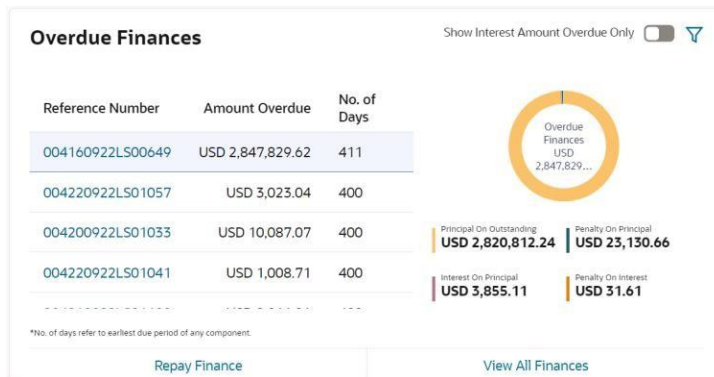 Overdue Finances
Show Interest Amount Overdue Only
Reference Number Amount Overdue No. of Days
004160922LS00649 USD 2,847,829.62 411
004220922LS01057 USD 3,023.04 400
004200922LS01033 USD 10,087.07 400
004220922LS01041 USD 1,008.71 400
Overdue
Finances
USD
2,847,829...
Principal On Outstanding Penalty On Principal
USD 2,820,812.24 USD 23,130.66
Interest On Principal Penalty On Interest
USD 3,855.11 USD 31.61
*No. of days refer to earliest due period of any component.
Repay Finance View All Finances